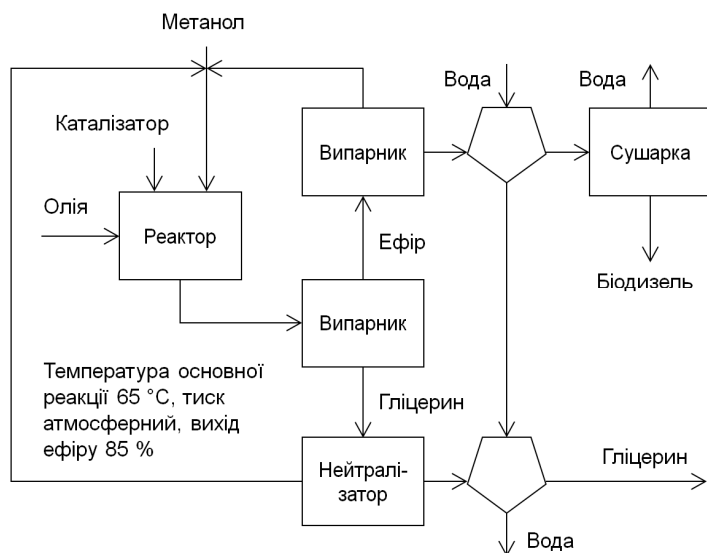 Метанол
Вода
Вода
Каталізатор
Випарник
Сушарка
Олія
Реактор
Ефір
Біодизель
Випарник
Температура основної
реакції 65 °С, тиск
атмосферний, вихід
ефіру 85 %
Гліцерин
Нейтралі-
затор
Гліцерин
Вода